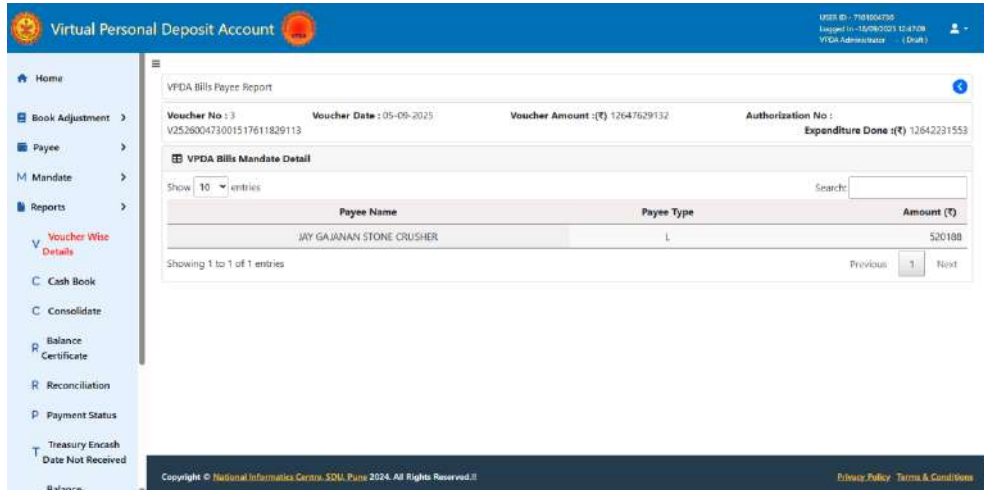 Virtual Personal Deposit Account
USER ID - 7101004730
Logged In -18/09/2025 12:47:09
VPDA Administrator ( Draft )
Home
Book Adjustment
Payee
M Mandate
Reports
V Voucher Wise
Details
C Cash Book
C Consolidate
R Balance
Certificate
R Reconciliation
P Payment Status
T Treasury Encash
Date Not Received
Balance
VPDA Bills Payee Report
Voucher No : 3 Voucher Date : 05-09-2025 Voucher Amount :(₹) 12647629132 Authorization No :
V252600473001517611829113 Expenditure Done :(₹) 12642231553
VPDA Bills Mandate Detail
Show 10 entries Search:
Payee Name Payee Type Amount (₹)
JAY GAJANAN STONE CRUSHER L 520188
Showing 1 to 1 of 1 entries Previous 1 Next
Copyright © National Informatics Centre, SDU, Pune 2024. All Rights Reserved.!! Privacy Policy Terms & Conditions